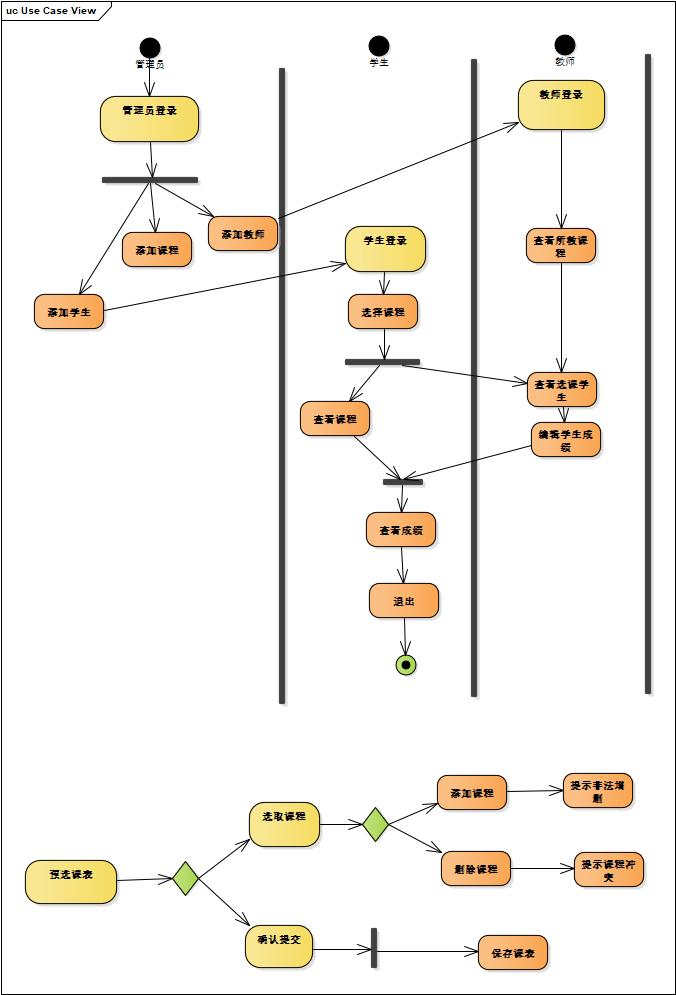 uc Use Case View
管理员
学生
教师
管理员登录
教师登录
添加教师
添加课程
学生登录
查看所教课
程
添加学生
选择课程
查看选课学
生
查看课程
编辑学生成
绩
查看成绩
退出
选取课程
添加课程
提示非法增
删
预选课表
删除课程
提示课程冲
突
确认提交
保存课表